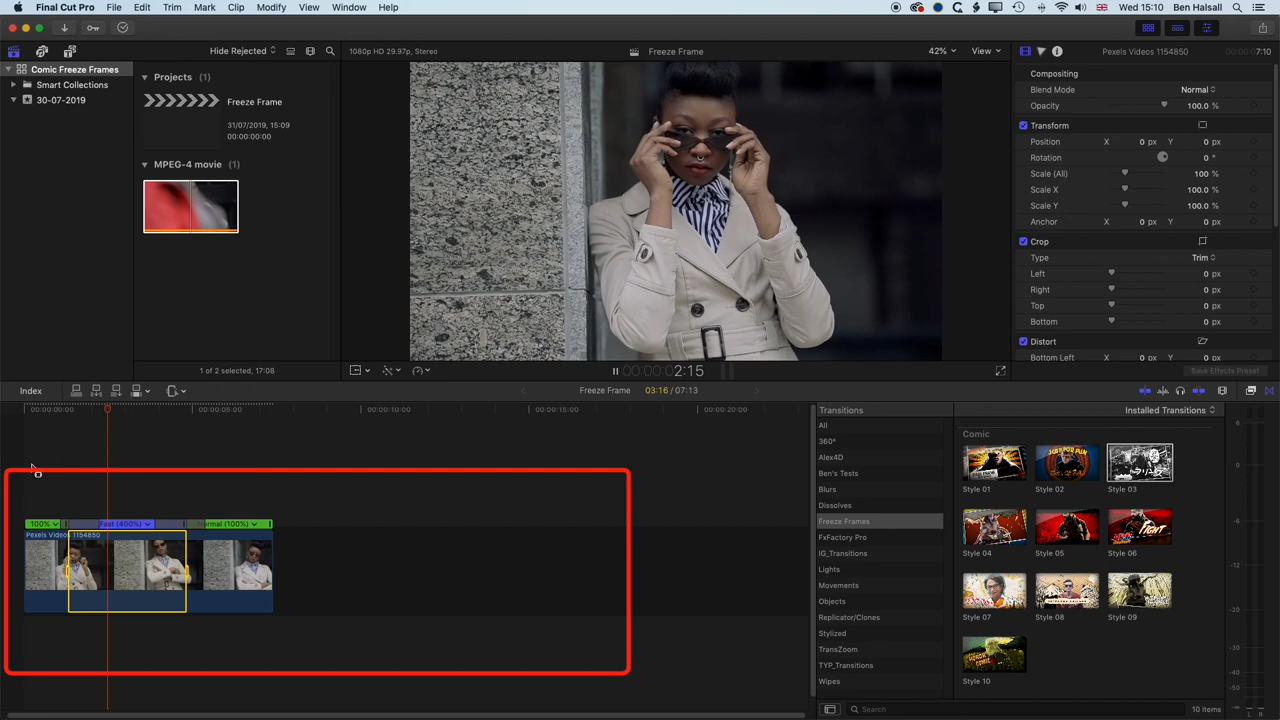 Final Cut Pro File Edit Trim Mark Clip Modify View Window Help
Wed 15:10 Ben Halsall
Hide Rejected
1080p HD 29.97p, Stereo
Freeze Frame
42% View
Pexels Videos 1154850
7:10
Comic Freeze Frames
Smart Collections
30-07-2019
Projects (1)
Freeze Frame
31/07/2019, 15:09
00:00:00:00
MPEG-4 movie (1)
1 of 2 selected, 17:08
00:00:00 2:15
Compositing
Blend Mode Normal
Opacity 100.0 %
Transform
Position X 0 px Y 0 px
Rotation 0 °
Scale (All) 100 %
Scale X 100.0 %
Scale Y 100.0 %
Anchor X 0 px Y 0 px
Crop
Type Trim
Left 0 px
Right 0 px
Top 0 px
Bottom 0 px
Distort
Bottom Left
Save Effects Preset
Index
Freeze Frame 03:16 / 07:13
00:00:00:00 00:00:05:00 00:00:10:00 00:00:15:00 00:00:20:00
100% Fast (400%) Normal (100%)
Pexels Videos 1154850
Transitions
All
360°
Alex4D
Ben's Tests
Blurs
Dissolves
Freeze Frames
FxFactory Pro
IG_Transitions
Lights
Movements
Objects
Replicator/Clones
Stylized
TransZoom
TYP_Transitions
Wipes
Installed Transitions
Comic
Style 01 Style 02 Style 03
Style 04 Style 05 Style 06
Style 07 Style 08 Style 09
Style 10
Search
10 items
6
0
-6
-12
-20
-30
-40
-50
-∞
L R